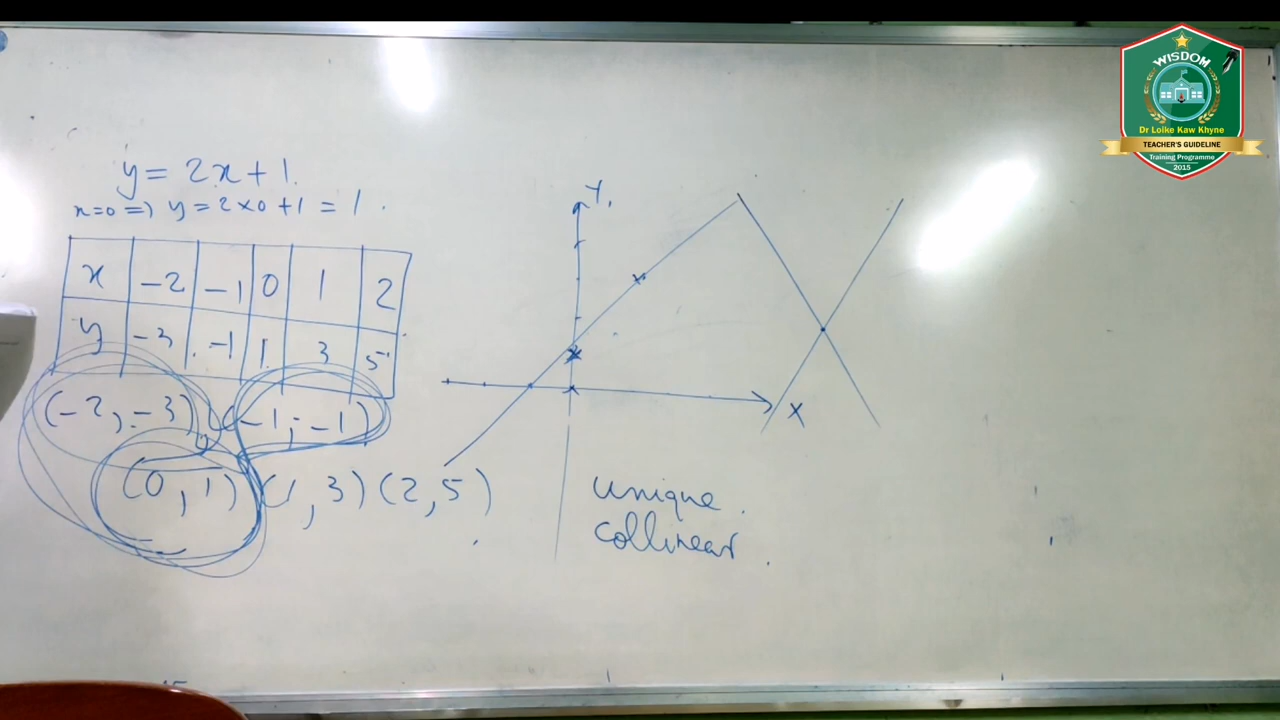 WISDOM
Dr Loike Kaw Khyne
TEACHER'S GUIDELINE
Training Programme
2015
y = 2x + 1.
x=0 => y = 2×0 + 1 = 1.
x -2 -1 0 1 2
y -3 -1 1 3 5
(-2, -3), (-1, -1)
(0, 1) (1, 3) (2, 5)
Y
X
unique.
collinear.